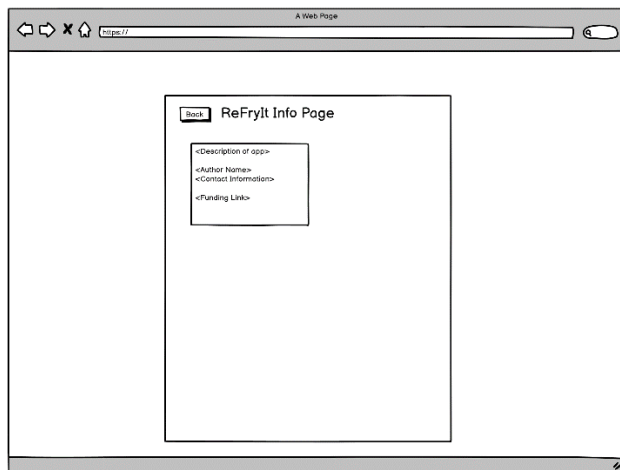 A Web Page
https://
Back
ReFryIt Info Page
<Description of app>
<Author Name>
<Contact Information>
<Funding Link>